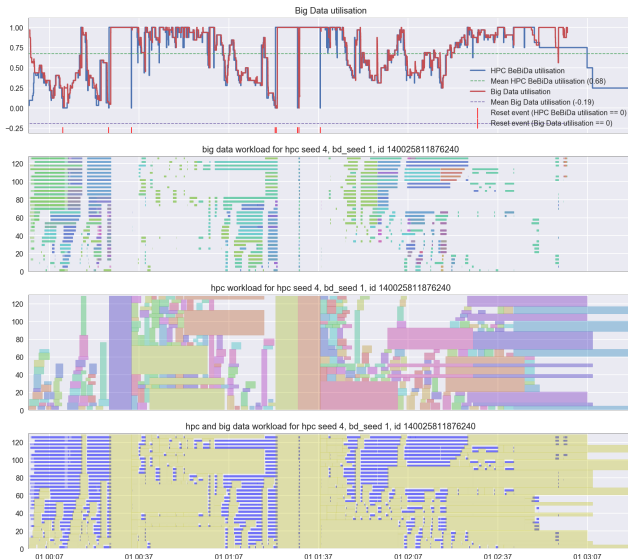 Big Data utilisation
1.00
0.75
0.50
0.25
0.00
−0.25
HPC BeBiDa utilisation
Mean HPC BeBiDa utilisation (0.68)
Big Data utilisation
Mean Big Data utilisation (-0.19)
Reset event (HPC BeBiDa utilisation == 0)
Reset event (Big Data utilisation == 0)
big data workload for hpc seed 4, bd_seed 1, id 140025811876240
120
100
80
60
40
20
0
hpc workload for hpc seed 4, bd_seed 1, id 140025811876240
120
100
80
60
40
20
0
hpc and big data workload for hpc seed 4, bd_seed 1, id 140025811876240
120
100
80
60
40
20
0
01 00:07 01 00:37 01 01:07 01 01:37 01 02:07 01 02:37 01 03:07